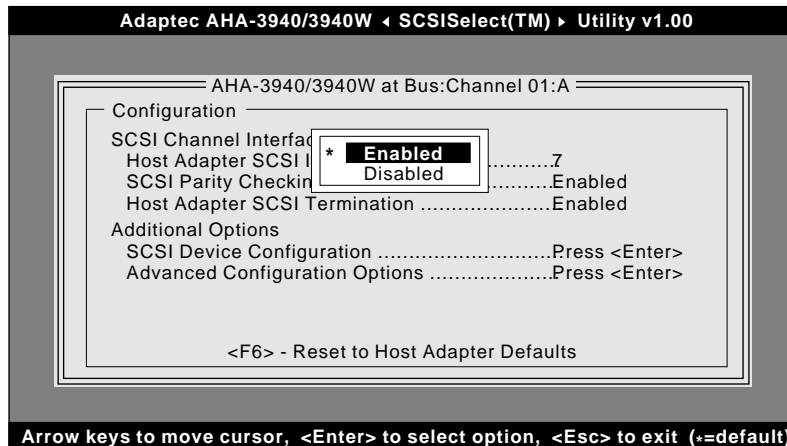 Adaptec AHA-3940/3940W ◂ SCSISelect(TM) ▸ Utility v1.00
AHA-3940/3940W at Bus:Channel 01:A
Configuration
SCSI Channel Interfac
Host Adapter SCSI I ...........7
SCSI Parity Checkin ...........Enabled
* Enabled
Disabled
Host Adapter SCSI Termination ......................Enabled
Additional Options
SCSI Device Configuration .............................Press <Enter>
Advanced Configuration Options .....................Press <Enter>
<F6> - Reset to Host Adapter Defaults
Arrow keys to move cursor, <Enter> to select option, <Esc> to exit (*=default)